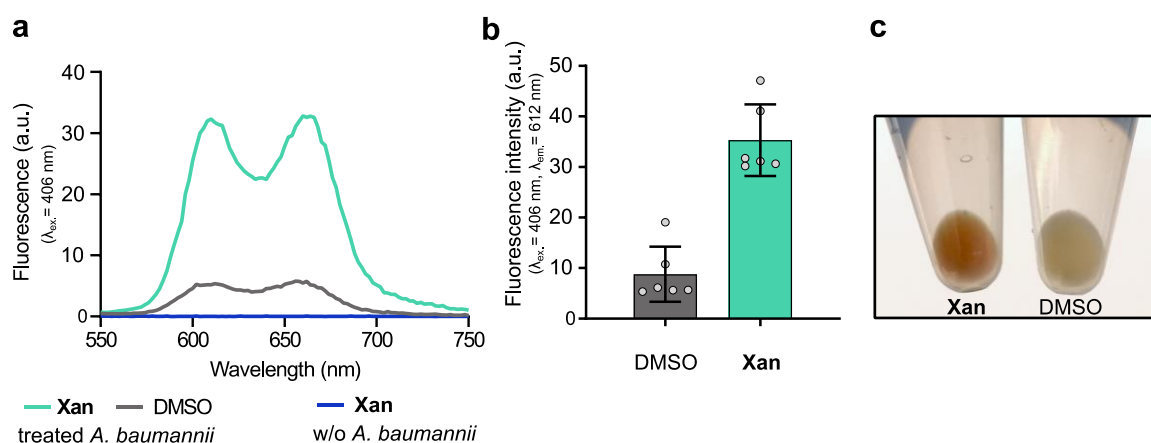 a
Fluorescence (a.u.)
(λex.= 406 nm)
40
30
20
10
0
550
600
650
700
750
Wavelength (nm)
Xan
DMSO
treated A. baumannii
Xan
w/o A. baumannii
b
Fluorescence intensity (a.u.)
(λex.= 406 nm, λem.= 612 nm)
50
40
30
20
10
0
DMSO
Xan
c
Xan
DMSO